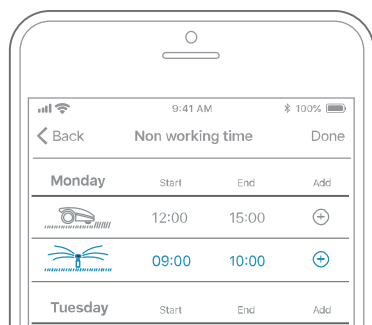 9:41 AM 100%
Back Non working time Done
Monday Start End Add
12:00 15:00
09:00 10:00
Tuesday Start End Add